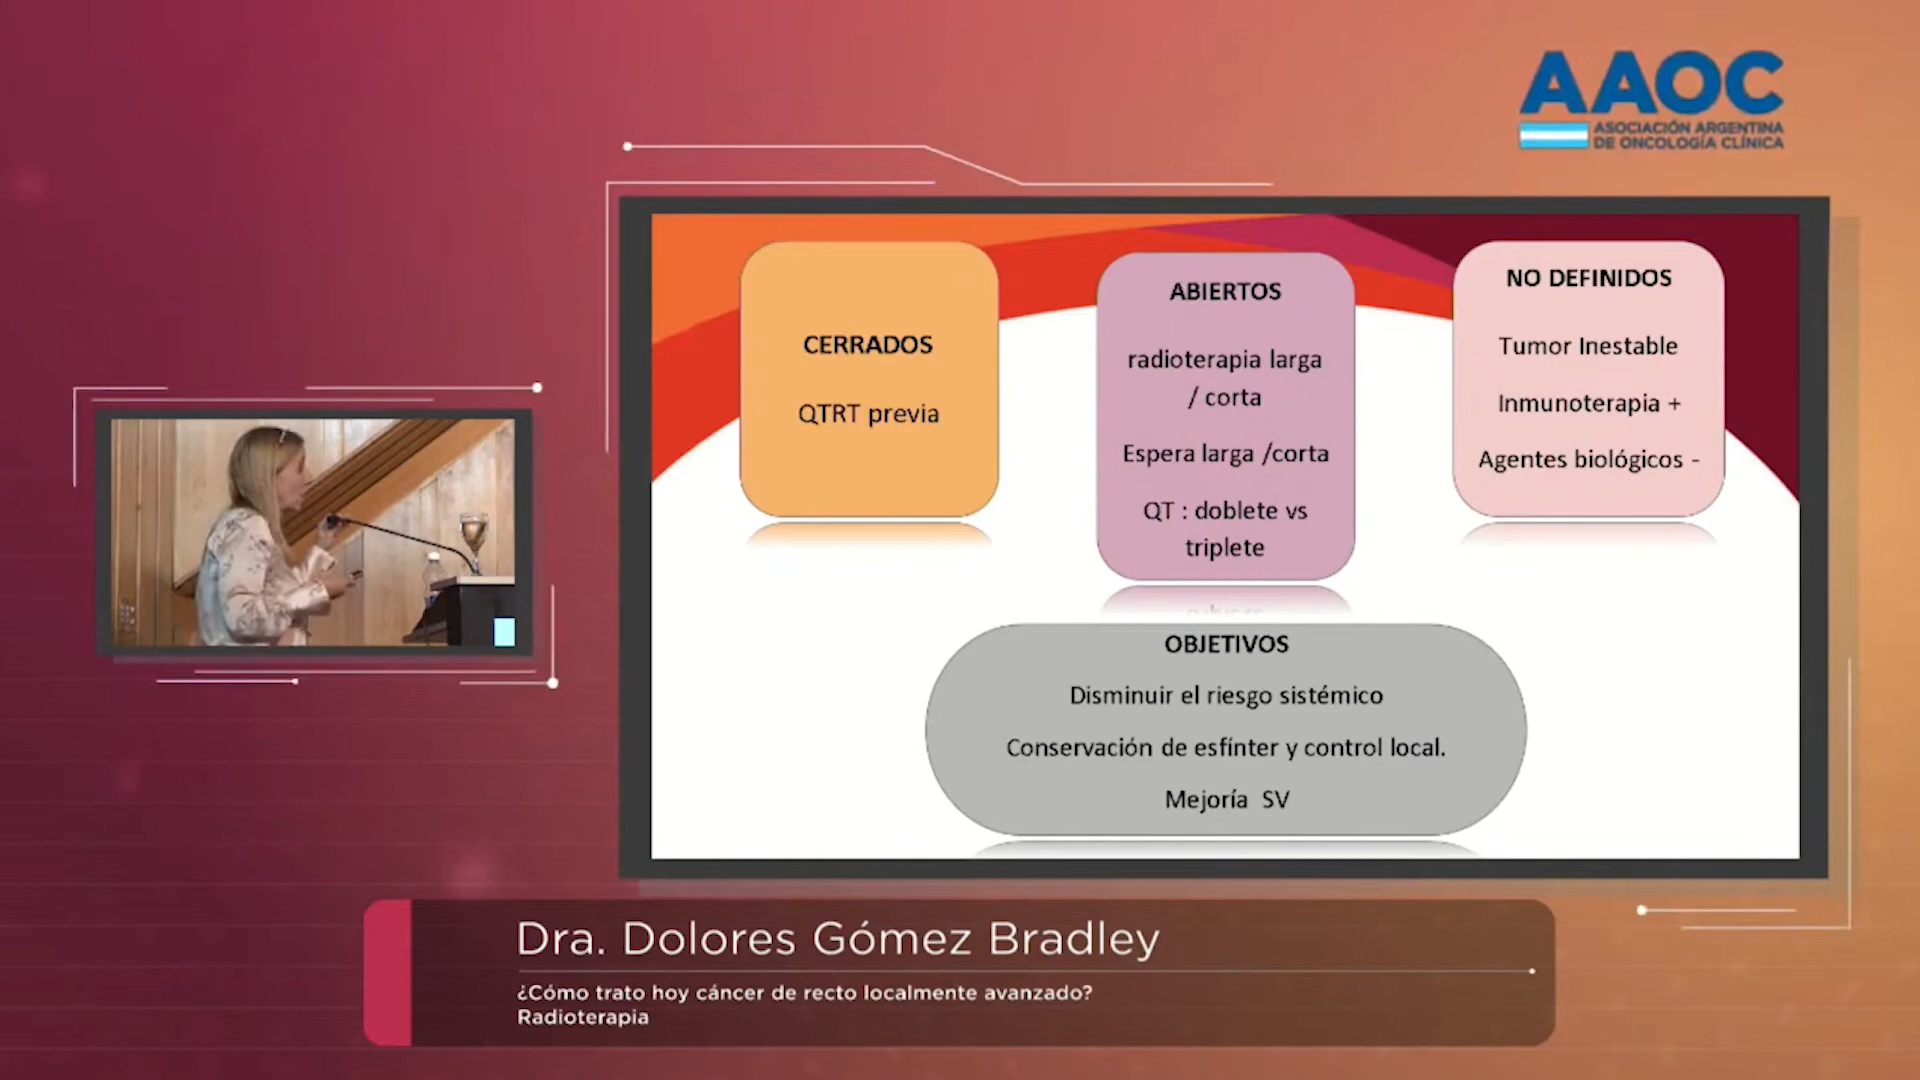 AAOC
ASOCIACIÓN ARGENTINA
DE ONCOLOGÍA CLÍNICA
CERRADOS
QTRT previa
ABIERTOS
radioterapia larga
/ corta
Espera larga /corta
QT : doblete vs
triplete
NO DEFINIDOS
Tumor Inestable
Inmunoterapia +
Agentes biológicos -
OBJETIVOS
Disminuir el riesgo sistémico
Conservación de esfínter y control local.
Mejoría SV
Dra. Dolores Gómez Bradley
¿Cómo trato hoy cáncer de recto localmente avanzado?
Radioterapia